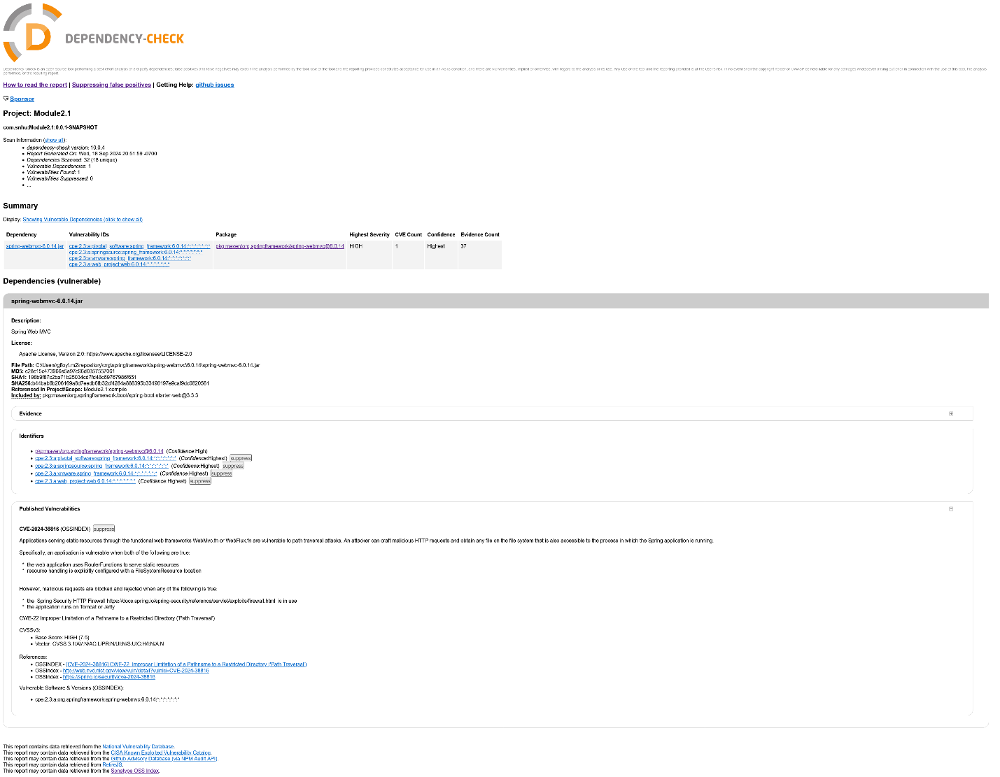 DEPENDENCY-CHECK
Dependency-Check is an open source tool performing a best effort analysis of 3rd party dependencies; false positives and false negatives may exist in the analysis performed by the tool. Use of the tool and the reporting provided constitutes acceptance for use in an AS IS condition, and there are NO warranties, implied or otherwise, with regard to the analysis or its use. Any use of the tool and the reporting provided is at the user's risk. In no event shall the copyright holder or OWASP be held liable for any damages whatsoever arising out of or in connection with the use of this tool, the analysis
performed, or the resulting report.
How to read the report | Suppressing false positives | Getting Help: github issues
Sponsor
Project: Module2.1
com.snhu:Module2.1:0.0.1-SNAPSHOT
Scan Information (show all):
• dependency-check version: 10.0.4
• Report Generated On: Wed, 18 Sep 2024 20:51:59 -0700
• Dependencies Scanned: 32 (18 unique)
• Vulnerable Dependencies: 1
• Vulnerabilities Found: 1
• Vulnerabilities Suppressed: 0
• ...
Summary
Display: Showing Vulnerable Dependencies (click to show all)
Dependency Vulnerability IDs Package Highest Severity CVE Count Confidence Evidence Count
spring-webmvc-6.0.14.jar cpe:2.3:a:pivotal_software:spring_framework:6.0.14:*:*:*:*:*:*:* pkg:maven/org.springframework/spring-webmvc@6.0.14 HIGH 1 Highest 37
cpe:2.3:a:springsource:spring_framework:6.0.14:*:*:*:*:*:*:*
cpe:2.3:a:vmware:spring_framework:6.0.14:*:*:*:*:*:*:*
cpe:2.3:a:web_project:web:6.0.14:*:*:*:*:*:*:*
Dependencies (vulnerable)
spring-webmvc-6.0.14.jar
Description:
Spring Web MVC
License:
Apache License, Version 2.0: https://www.apache.org/licenses/LICENSE-2.0
File Path: C:\Users\gfloy\.m2\repository\org\springframework\spring-webmvc\6.0.14\spring-webmvc-6.0.14.jar
MD5:
SHA1:
SHA256:
Referenced In Project/Scope: Module2.1:compile
Included by: pkg:maven/org.springframework.boot/spring-boot-starter-web@3.3.3
Evidence
Identifiers
• pkg:maven/org.springframework/spring-webmvc@6.0.14 (Confidence:High)
• cpe:2.3:a:pivotal_software:spring_framework:6.0.14:*:*:*:*:*:*:* (Confidence:Highest) suppress
• cpe:2.3:a:springsource:spring_framework:6.0.14:*:*:*:*:*:*:* (Confidence:Highest) suppress
• cpe:2.3:a:vmware:spring_framework:6.0.14:*:*:*:*:*:*:* (Confidence:Highest) suppress
• cpe:2.3:a:web_project:web:6.0.14:*:*:*:*:*:*:* (Confidence:Highest) suppress
Published Vulnerabilities
CVE-2024-38816 (OSSINDEX) suppress
Applications serving static resources through the functional web frameworks WebMvc.fn or WebFlux.fn are vulnerable to path traversal attacks. An attacker can craft malicious HTTP requests and obtain any file on the file system that is also accessible to the process in which the Spring application is running.
Specifically, an application is vulnerable when both of the following are true:
* the web application uses RouterFunctions to serve static resources
* resource handling is explicitly configured with a FileSystemResource location
However, malicious requests are blocked and rejected when any of the following is true:
* the Spring Security HTTP Firewall https://docs.spring.io/spring-security/reference/servlet/exploits/firewall.html is in use
* the application runs on Tomcat or Jetty
CWE-22 Improper Limitation of a Pathname to a Restricted Directory ('Path Traversal')
CVSSv3:
• Base Score: HIGH (7.5)
• Vector: CVSS:3.1/AV:N/AC:L/PR:N/UI:N/S:U/C:H/I:N/A:N
References:
• OSSINDEX - [CVE-2024-38816] CWE-22: Improper Limitation of a Pathname to a Restricted Directory ('Path Traversal')
• OSSIndex - http://web.nvd.nist.gov/view/vuln/detail?vulnId=CVE-2024-38816
• OSSIndex - https://spring.io/security/cve-2024-38816
Vulnerable Software & Versions (OSSINDEX):
• cpe:2.3:a:org.springframework:spring-webmvc:6.0.14:*:*:*:*:*:*:*
This report contains data retrieved from the National Vulnerability Database.
This report may contain data retrieved from the CISA Known Exploited Vulnerability Catalog.
This report may contain data retrieved from the Github Advisory Database (via NPM Audit API).
This report may contain data retrieved from RetireJS.
This report may contain data retrieved from the Sonatype OSS Index.